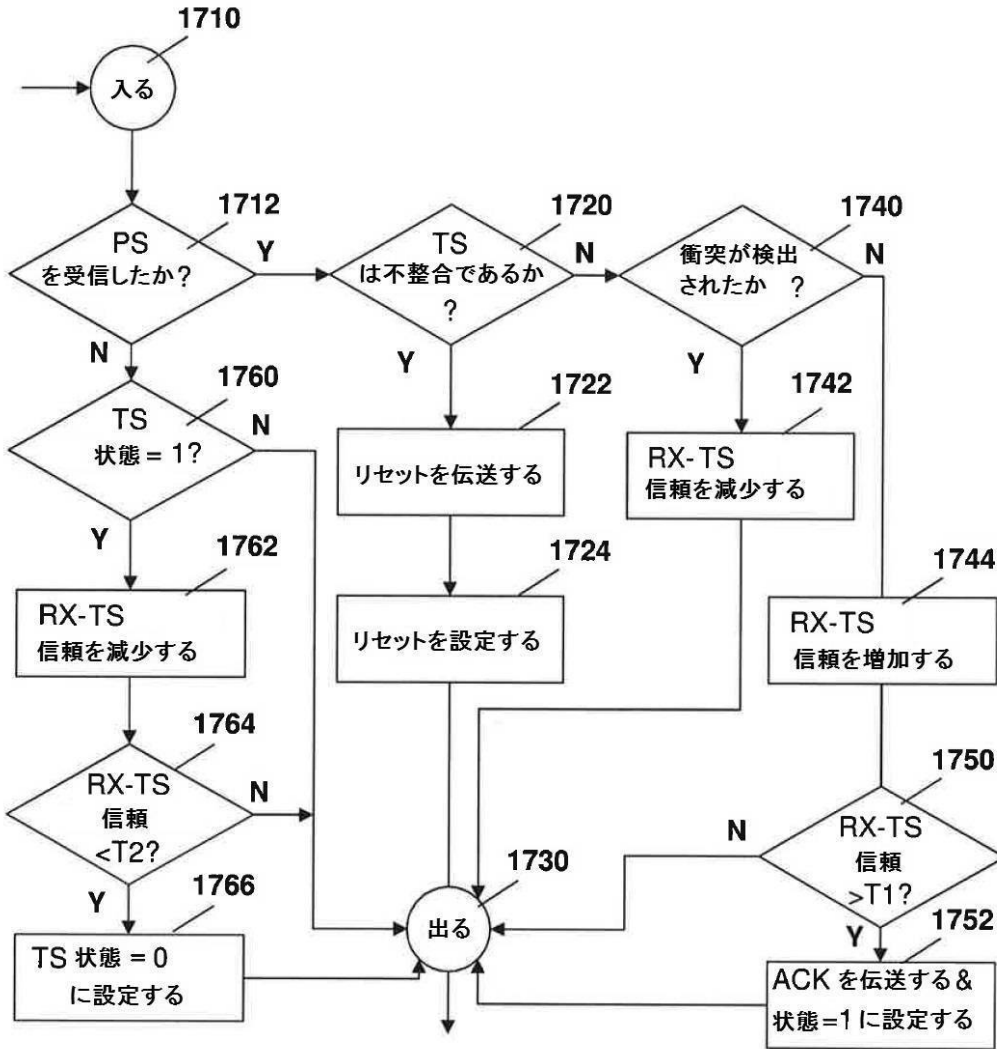 1710
入る
1712
PS
を受信したか?
Y
N
1720
TS
は不整合であるか
?
N
Y
1740
衝突が検出
されたか ?
N
Y
1760
TS
状態 = 1?
N
Y
1722
リセットを伝送する
1742
RX-TS
信頼を減少する
1762
RX-TS
信頼を減少する
1724
リセットを設定する
1744
RX-TS
信頼を増加する
1764
RX-TS
信頼
<T2?
N
Y
1750
RX-TS
信頼
>T1?
N
Y
1766
TS 状態 = 0
に設定する
1730
出る
1752
ACK を伝送する &
状態=1 に設定する